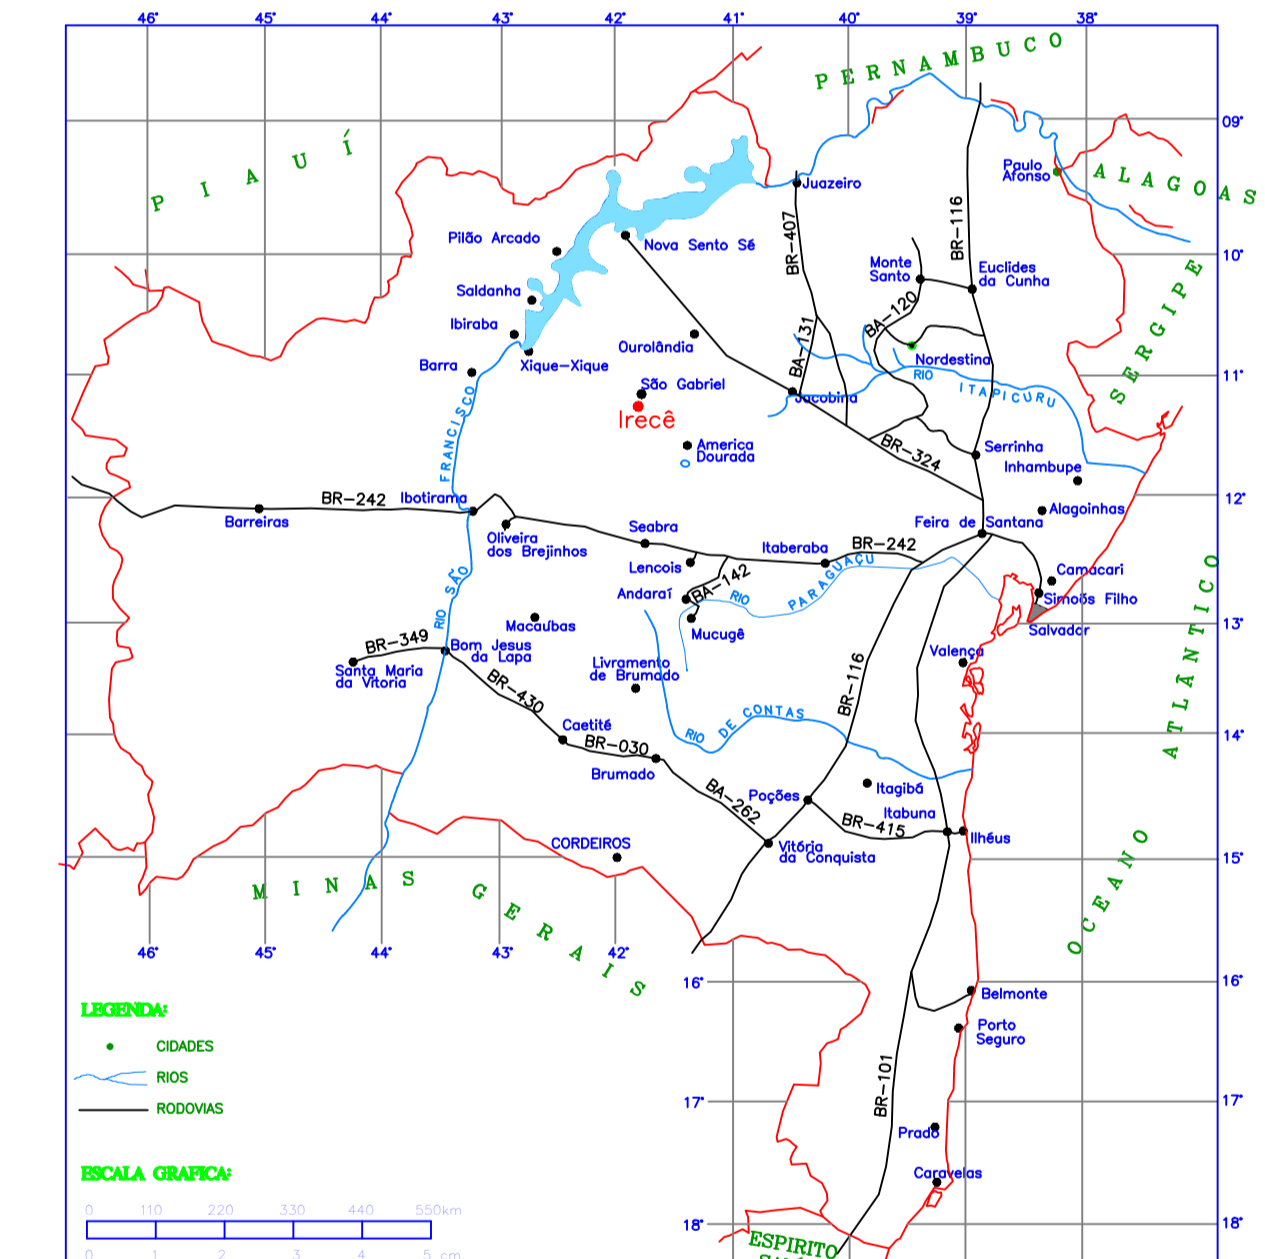 46° 45° 44° 43° 42° 41° 40° 39° 38°
PERNAMBUCO
09°
PIAUÍ
Paulo
Afonso
ALAGOAS
Juazeiro
BR-407
BR-116
Pilão Arcado
Nova Sento Sé
10°
Monte
Santo
Euclides
da Cunha
SERGIPE
Saldanha
BA-120
Ibiraba
Ourolândia
BA-131
Nordestina
Barra
Xique-Xique
RIO ITAPICURU
11°
São Gabriel
Jacobina
Irecê
FRANCISCO
America
Dourada
BR-324
Serrinha
Inhambupe
BR-242
Ibotirama
12°
Barreiras
Alagoinhas
Feira de Santana
Oliveira
dos Brejinhos
Seabra
Itaberaba
BR-242
Lencois
PARAGUAÇU
Camacari
BA-142
Andaraí
RIO
Simoös Filho
RIO SÃO
Macaúbas
Mucugê
Salvador
13°
BR-349
Bom Jesus
da Lapa
Valença
Santa Maria
da Vitoria
Livramento
de Brumado
BR-116
BR-430
ATLÂNTICO
Caetité
RIO DE CONTAS
14°
BR-030
Brumado
BA-262
Poções
Itagibá
Itabuna
BR-415
Ilhéus
CORDEIROS
Vitória
da Conquista
15°
OCEANO
MINAS GERAIS
46° 45° 44° 43° 42°
16° 16°
Belmonte
LEGENDA:
Porto
Seguro
CIDADES
RIOS
BR-101
17° 17°
RODOVIAS
Prado
ESCALA GRAFICA:
Caravelas
0 110 220 330 440 550km
18° 18°
ESPIRITO
0 1 2 3 4 5 cm